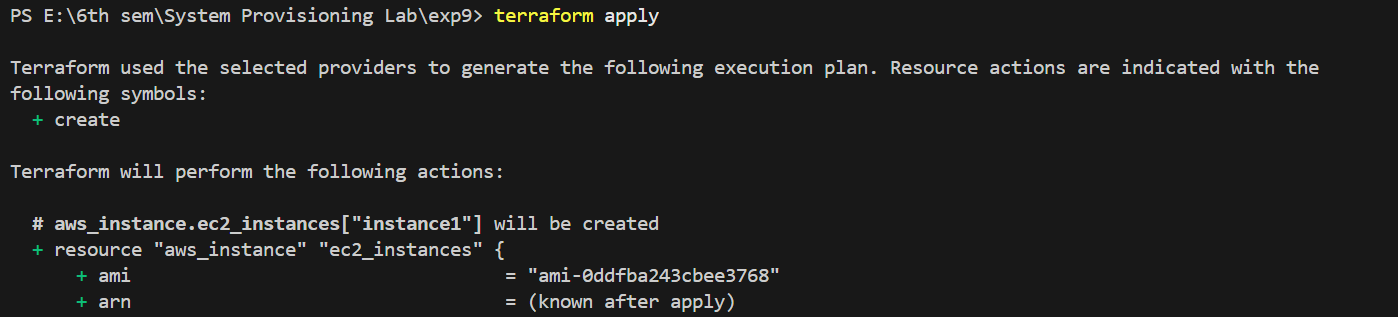 PS E:\6th sem\System Provisioning Lab\exp9> terraform apply
Terraform used the selected providers to generate the following execution plan. Resource actions are indicated with the
following symbols:
+ create
Terraform will perform the following actions:
# aws_instance.ec2_instances["instance1"] will be created
+ resource "aws_instance" "ec2_instances" {
+ ami = "ami-0ddfba243cbee3768"
+ arn = (known after apply)